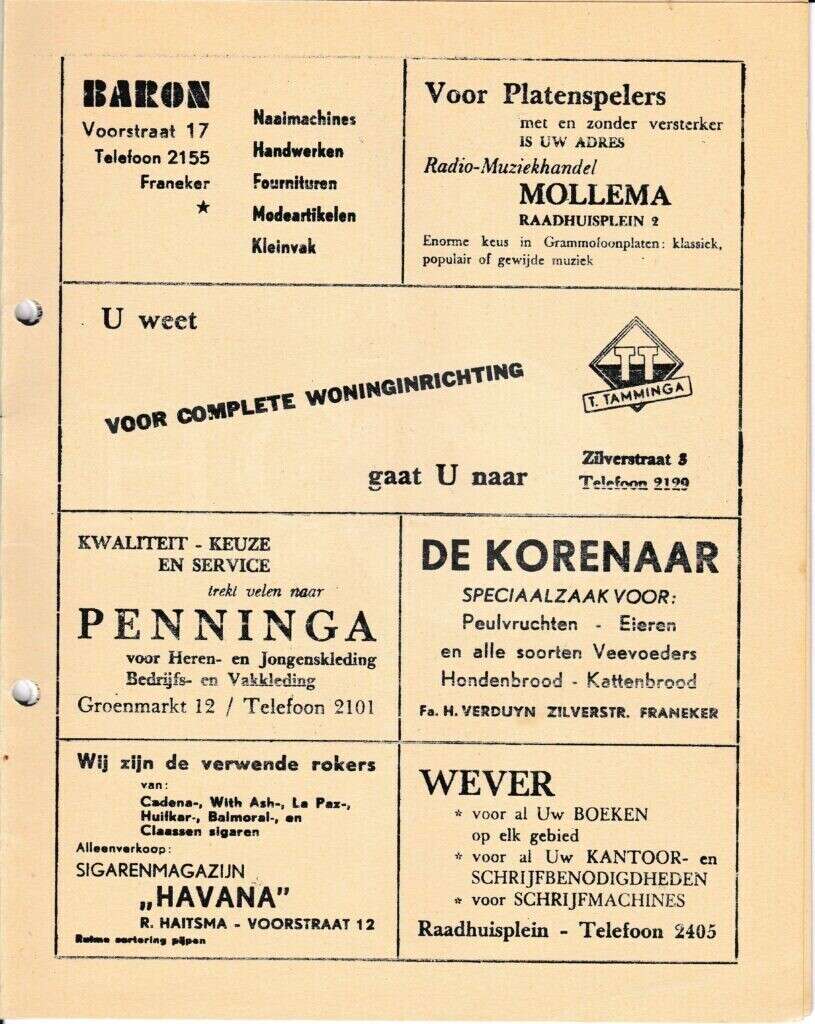 BARON
Voorstraat 17
Telefoon 2155
Franeker
Naaimachines
Handwerken
Fournituren
Modeartikelen
Kleinvak
Voor Platenspelers
met en zonder versterker
IS UW ADRES
Radio-Muziekhandel
MOLLEMA
RAADHUISPLEIN 2
Enorme keus in Grammofoonplaten: klassiek,
populair of gewijde muziek
U weet
VOOR COMPLETE WONINGINRICHTING
gaat U naar
TT
T. TAMMINGA
Zilverstraat 8
Telefoon 2129
KWALITEIT - KEUZE
EN SERVICE
trekt velen naar
PENNINGA
voor Heren- en Jongenskleding
Bedrijfs- en Vakkleding
Groenmarkt 12 / Telefoon 2101
DE KORENAAR
SPECIAALZAAK VOOR:
Peulvruchten - Eieren
en alle soorten Veevoeders
Hondenbrood - Kattenbrood
Fa. H. VERDUYN ZILVERSTR. FRANEKER
Wij zijn de verwende rokers
van:
Cadena-, With Ash-, La Paz-,
Huifkar-, Balmoral-, en
Claassen sigaren
Alleenverkoop:
SIGARENMAGAZIJN
„HAVANA"
R. HAITSMA - VOORSTRAAT 12
Ruime sortering pijpen
WEVER
* voor al Uw BOEKEN
op elk gebied
* voor al Uw KANTOOR- en
SCHRIJFBENODIGDHEDEN
* voor SCHRIJFMACHINES
Raadhuisplein - Telefoon 2405